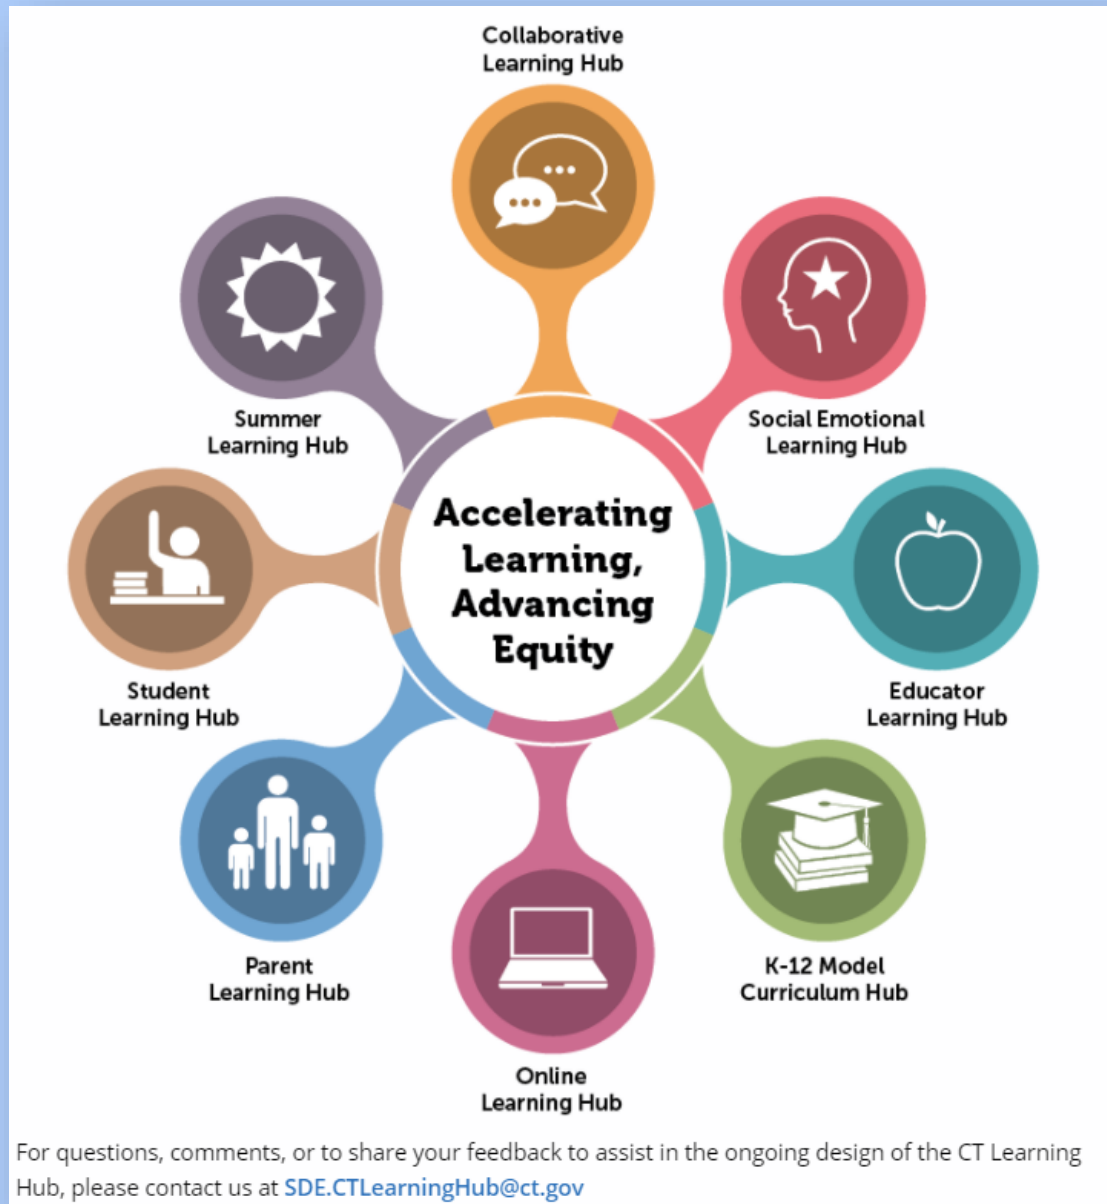 Collaborative
Learning Hub
Summer
Learning Hub
Social Emotional
Learning Hub
Accelerating
Learning,
Advancing
Equity
Student
Learning Hub
Educator
Learning Hub
Parent
Learning Hub
K-12 Model
Curriculum Hub
Online
Learning Hub
For questions, comments, or to share your feedback to assist in the ongoing design of the CT Learning
Hub, please contact us at SDE.CTLearningHub@ct.gov